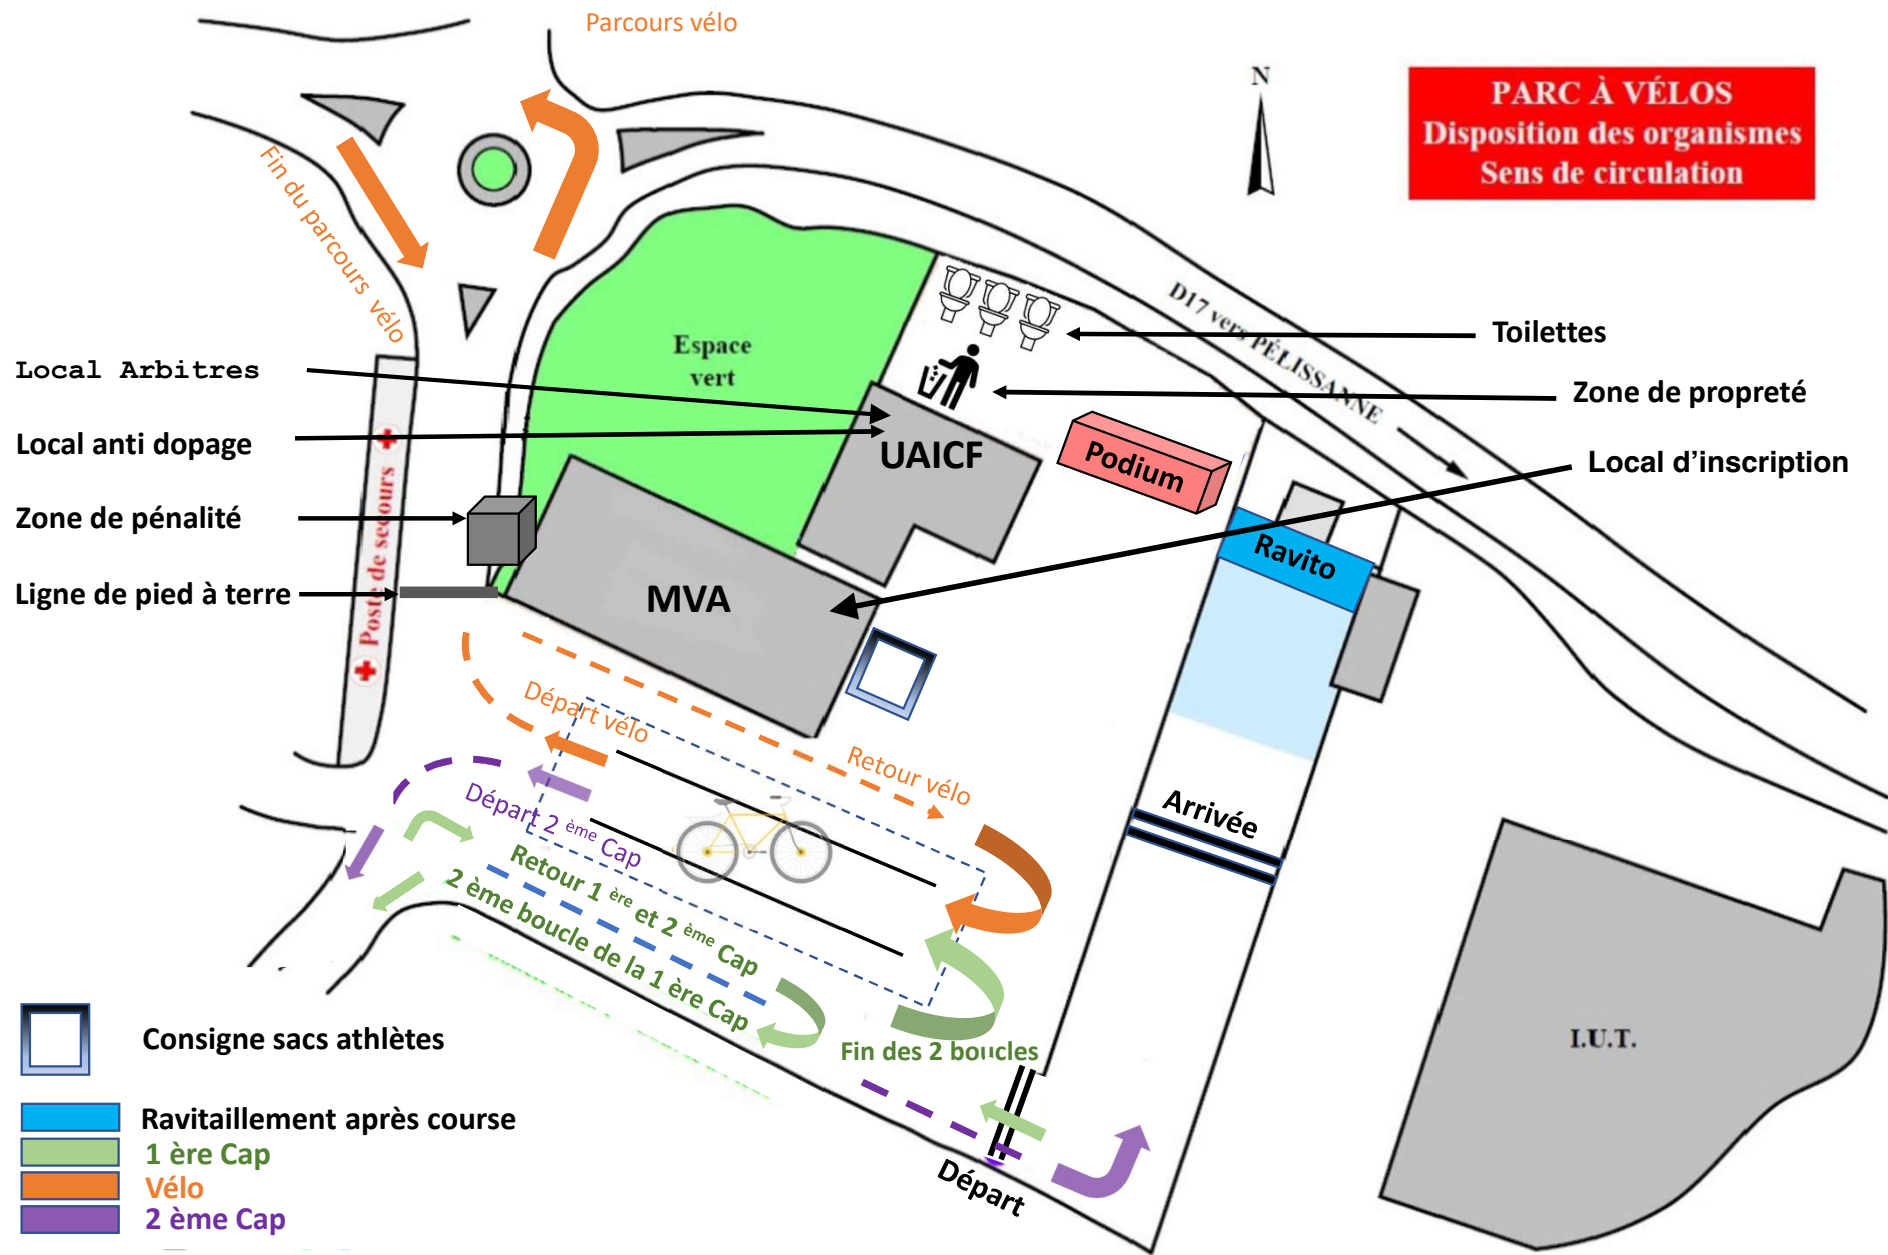 Parcours vélo
N
PARC À VÉLOS
Disposition des organismes
Sens de circulation
Fin du parcours vélo
D17 vers PÉLISSANNE
Toilettes
Espace
vert
Local Arbitres
Zone de propreté
Local anti dopage
UAICF
Podium
Local d'inscription
Poste de secours
Zone de pénalité
Ravito
Ligne de pied à terre
MVA
Départ vélo
Retour vélo
Départ 2 ème Cap
Arrivée
Retour 1 ère et 2 ème Cap
2 ème boucle de la 1 ère Cap
Fin des 2 boucles
I.U.T.
Départ
Consigne sacs athlètes
Ravitaillement après course
1 ère Cap
Vélo
2 ème Cap